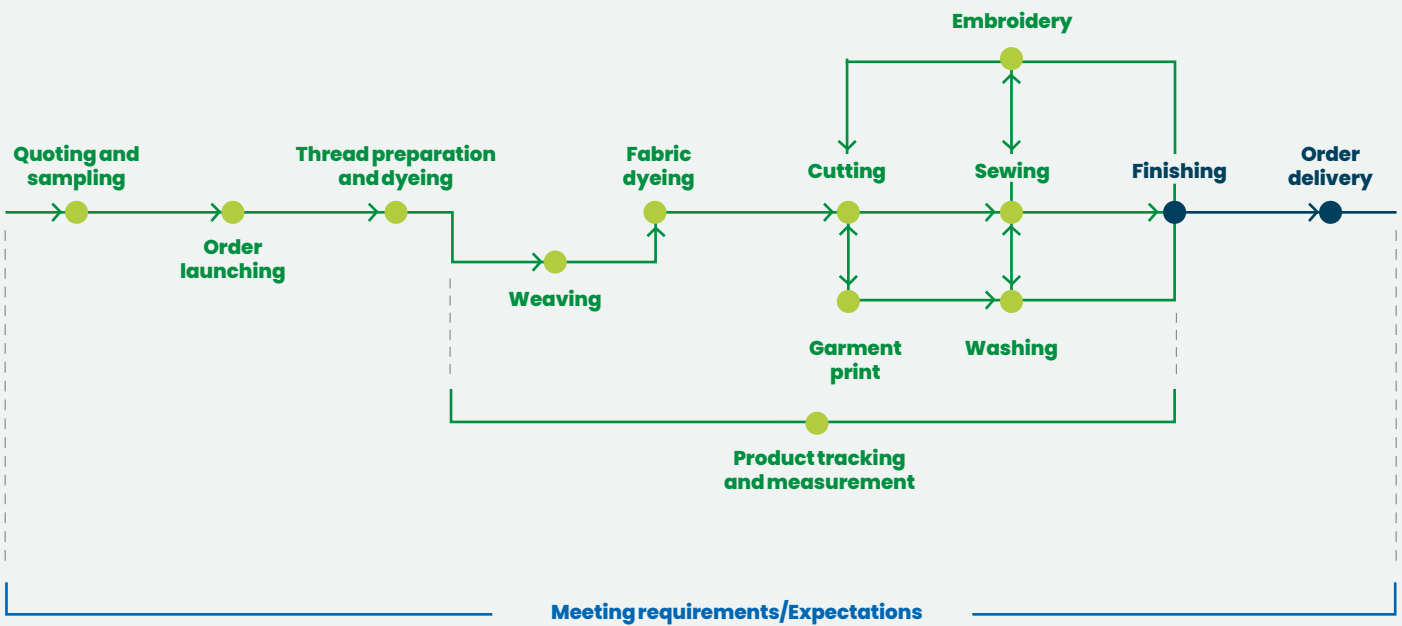 Embroidery
Quoting and
sampling
Thread preparation
and dyeing
Fabric
dyeing
Cutting
Sewing
Finishing
Order
delivery
Order
launching
Weaving
Garment
print
Washing
Product tracking
and measurement
Meeting requirements/Expectations